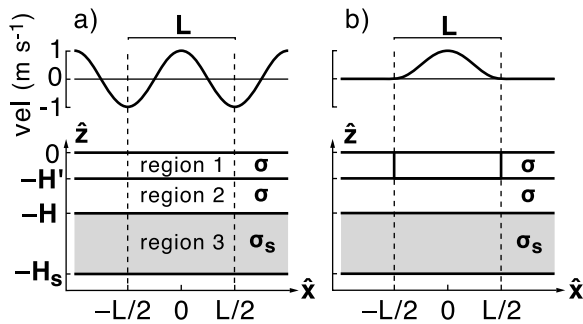 a) L b) L
vel (m s⁻¹)
1
0
-1
ẑ
0 region 1 σ σ
−H' region 2 σ σ
−H region 3 σₛ σₛ
−Hₛ
−L/2 0 L/2 x̂ −L/2 0 L/2 x̂